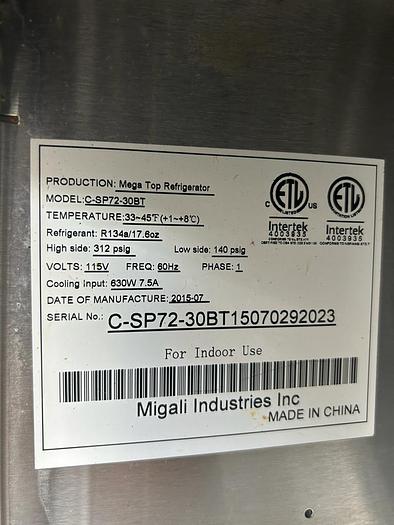 PRODUCTION: Mega Top Refrigerator
MODEL: C-SP72-30BT
TEMPERATURE: 33~45℉(+1~+8℃)
Refrigerant: R134a/17.6oz
High side: 312 psig Low side: 140 psig
VOLTS: 115V FREQ: 60Hz PHASE: 1
Cooling Input: 630W 7.5A
DATE OF MANUFACTURE: 2015-07
SERIAL No.: C-SP72-30BT15070292023
For Indoor Use
Migali Industries Inc
MADE IN CHINA
C ETL US
Intertek
4003935
ETL
Intertek
4003935